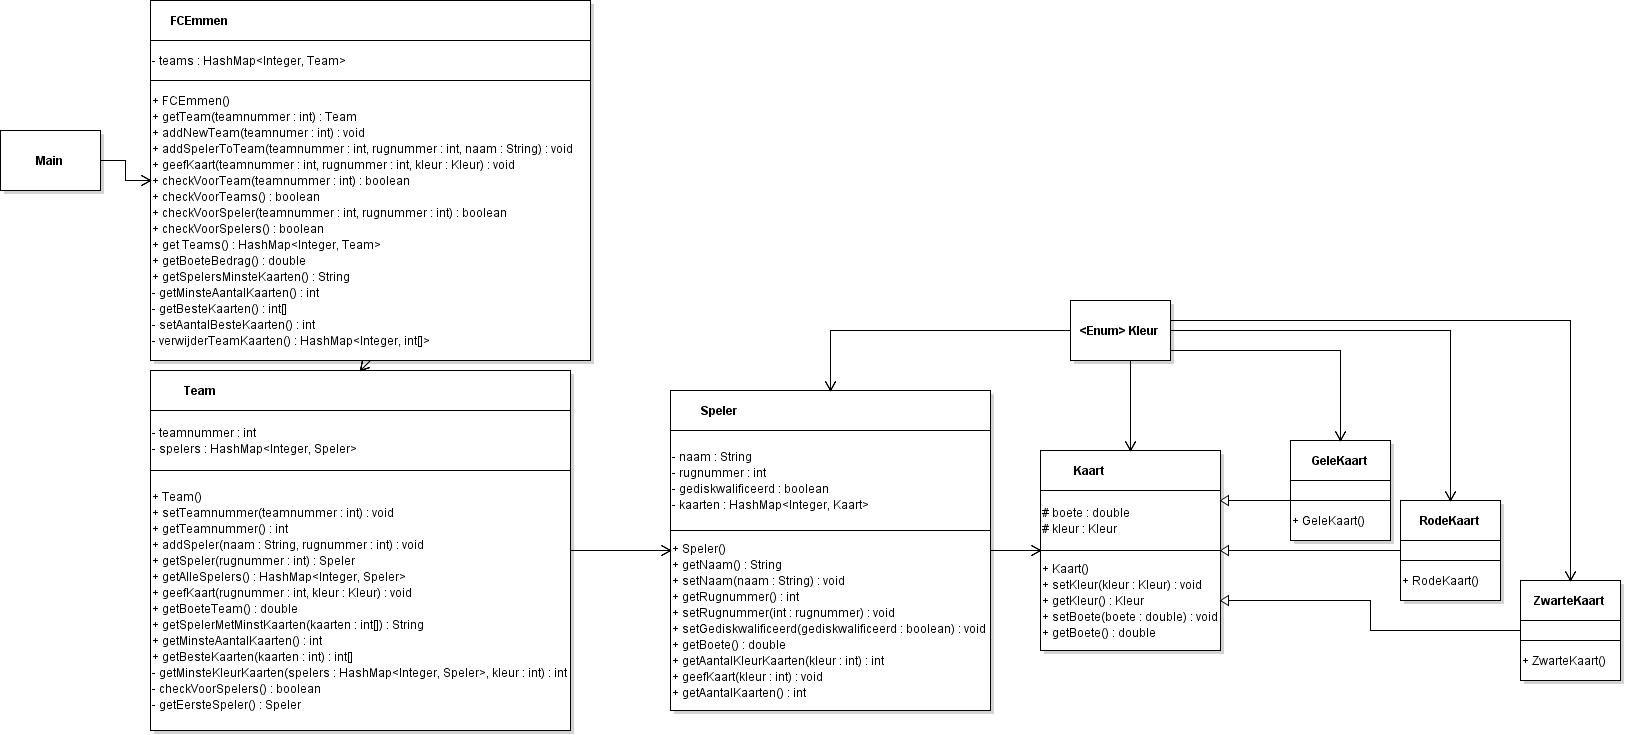 Main
FCEmmen
- teams : HashMap<Integer, Team>
+ FCEmmen()
+ getTeam(teamnummer : int) : Team
+ addNewTeam(teamnumer : int) : void
+ addSpelerToTeam(teamnummer : int, rugnummer : int, naam : String) : void
+ geefKaart(teamnummer : int, rugnummer : int, kleur : Kleur) : void
+ checkVoorTeam(teamnummer : int) : boolean
+ checkVoorTeams() : boolean
+ checkVoorSpeler(teamnummer : int, rugnummer : int) : boolean
+ checkVoorSpelers() : boolean
+ get Teams() : HashMap<Integer, Team>
+ getBoeteBedrag() : double
+ getSpelersMinsteKaarten() : String
- getMinsteAantalKaarten() : int
- getBesteKaarten() : int[]
- setAantalBesteKaarten() : int
- verwijderTeamKaarten() : HashMap<Integer, int[]>
Team
- teamnummer : int
- spelers : HashMap<Integer, Speler>
+ Team()
+ setTeamnummer(teamnummer : int) : void
+ getTeamnummer() : int
+ addSpeler(naam : String, rugnummer : int) : void
+ getSpeler(rugnummer : int) : Speler
+ getAlleSpelers() : HashMap<Integer, Speler>
+ geefKaart(rugnummer : int, kleur : Kleur) : void
+ getBoeteTeam() : double
+ getSpelerMetMinstKaarten(kaarten : int[]) : String
+ getMinsteAantalKaarten() : int
+ getBesteKaarten(kaarten : int) : int[]
- getMinsteKleurKaarten(spelers : HashMap<Integer, Speler>, kleur : int) : int
- checkVoorSpelers() : boolean
- getEersteSpeler() : Speler
Speler
- naam : String
- rugnummer : int
- gediskwalificeerd : boolean
- kaarten : HashMap<Integer, Kaart>
+ Speler()
+ getNaam() : String
+ setNaam(naam : String) : void
+ getRugnummer() : int
+ setRugnummer(int : rugnummer) : void
+ setGediskwalificeerd(gediskwalificeerd : boolean) : void
+ getBoete() : double
+ getAantalKleurKaarten(kleur : int) : int
+ geefKaart(kleur : int) : void
+ getAantalKaarten() : int
<Enum> Kleur
Kaart
# boete : double
# kleur : Kleur
+ Kaart()
+ setKleur(kleur : Kleur) : void
+ getKleur() : Kleur
+ setBoete(boete : double) : void
+ getBoete() : double
GeleKaart
+ GeleKaart()
RodeKaart
+ RodeKaart()
ZwarteKaart
+ ZwarteKaart()